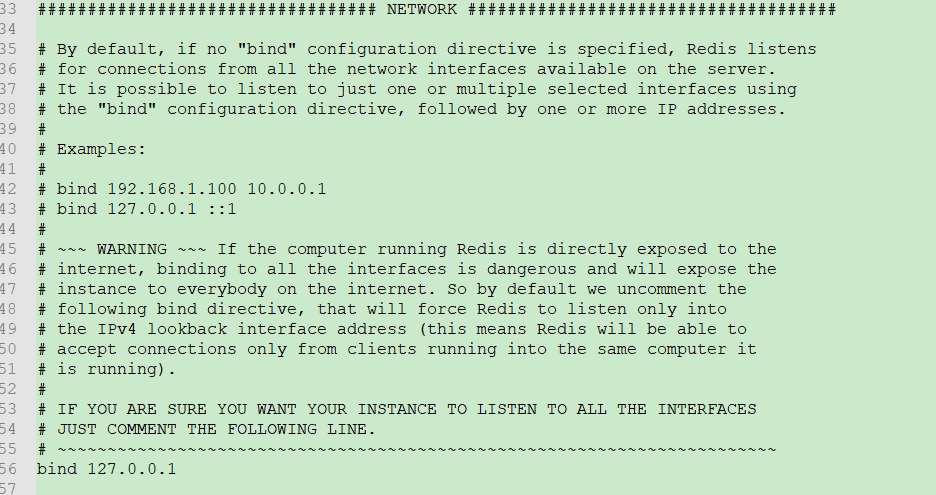 33 ################################## NETWORK #####################################
34
35 # By default, if no "bind" configuration directive is specified, Redis listens
36 # for connections from all the network interfaces available on the server.
37 # It is possible to listen to just one or multiple selected interfaces using
38 # the "bind" configuration directive, followed by one or more IP addresses.
39 #
40 # Examples:
41 #
42 # bind 192.168.1.100 10.0.0.1
43 # bind 127.0.0.1 ::1
44 #
45 # ~~~ WARNING ~~~ If the computer running Redis is directly exposed to the
46 # internet, binding to all the interfaces is dangerous and will expose the
47 # instance to everybody on the internet. So by default we uncomment the
48 # following bind directive, that will force Redis to listen only into
49 # the IPv4 lookback interface address (this means Redis will be able to
50 # accept connections only from clients running into the same computer it
51 # is running).
52 #
53 # IF YOU ARE SURE YOU WANT YOUR INSTANCE TO LISTEN TO ALL THE INTERFACES
54 # JUST COMMENT THE FOLLOWING LINE.
55 # ~~~~~~~~~~~~~~~~~~~~~~~~~~~~~~~~~~~~~~~~~~~~~~~~~~~~~~~~~~~~~~~~~~~~~~~~
56 bind 127.0.0.1
57